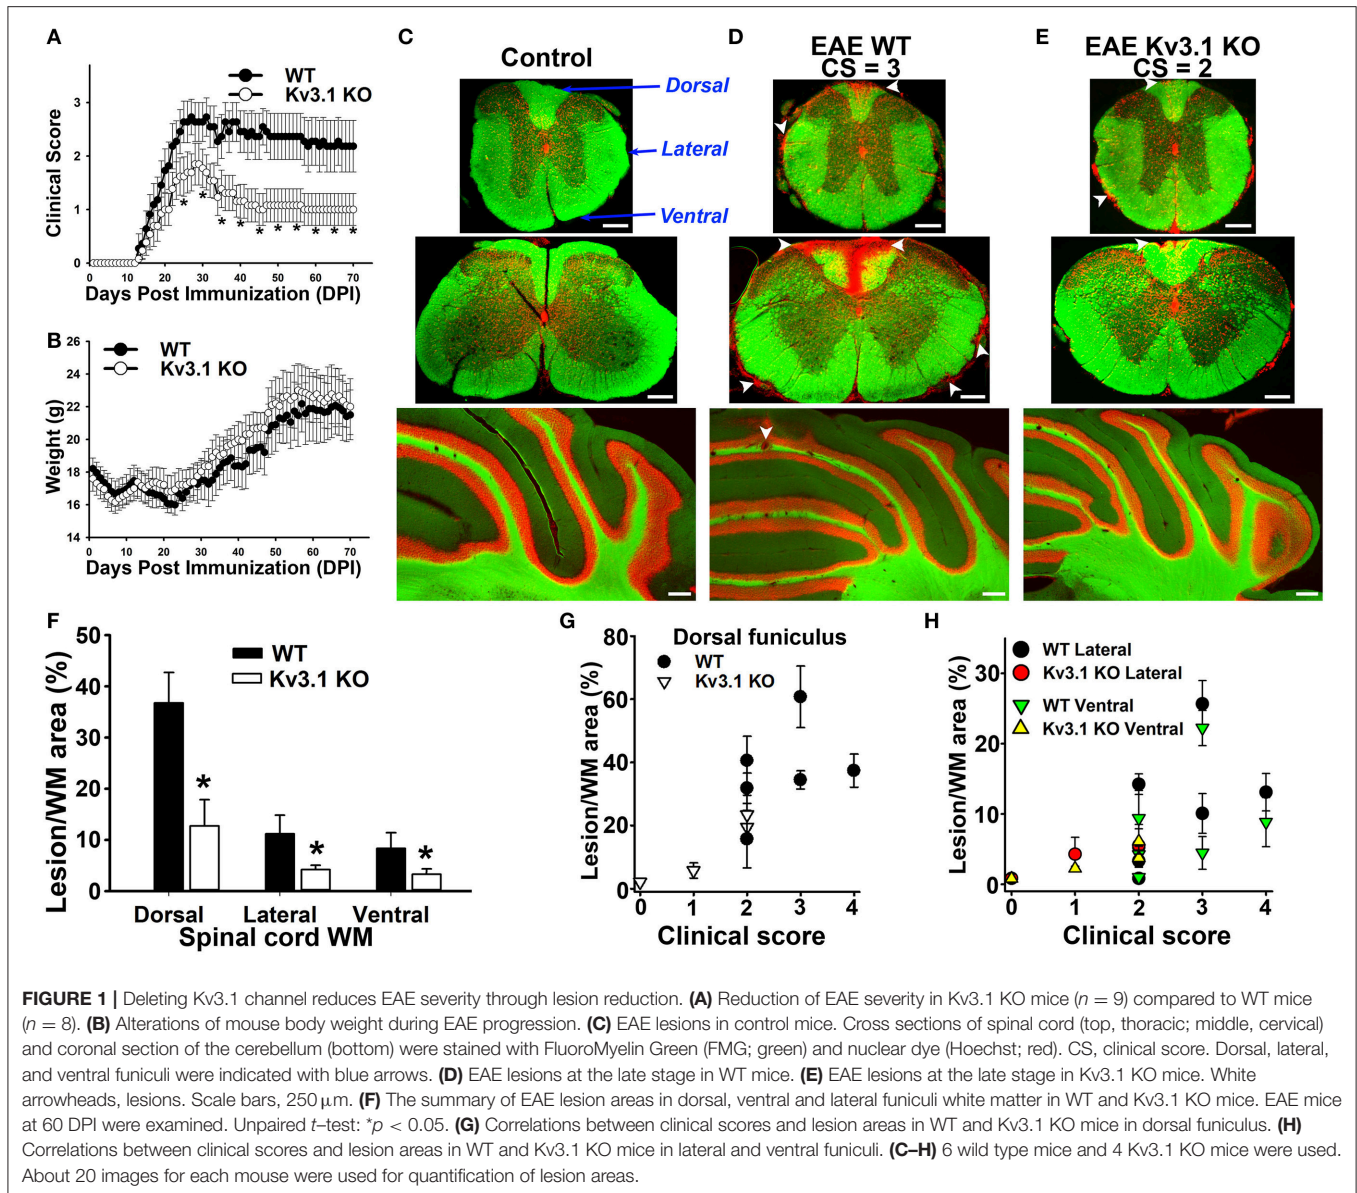 A
WT
Kv3.1 KO
Clinical Score
3
2
1
0
0 10 20 30 40 50 60 70
Days Post Immunization (DPI)
* * * * * * * * * *
B
WT
Kv3.1 KO
Weight (g)
26
24
22
20
18
16
14
0 10 20 30 40 50 60 70
Days Post Immunization (DPI)
C
Control
Dorsal
Lateral
Ventral
D
EAE WT
CS = 3
E
EAE Kv3.1 KO
CS = 2
F
WT
Kv3.1 KO
Lesion/WM area (%)
50
40
30
20
10
0
* * *
Dorsal Lateral Ventral
Spinal cord WM
G
Dorsal funiculus
WT
Kv3.1 KO
Lesion/WM area (%)
80
60
40
20
0
0 1 2 3 4
Clinical score
H
WT Lateral
Kv3.1 KO Lateral
WT Ventral
Kv3.1 KO Ventral
Lesion/WM area (%)
30
20
10
0
0 1 2 3 4
Clinical score
FIGURE 1 | Deleting Kv3.1 channel reduces EAE severity through lesion reduction. (A) Reduction of EAE severity in Kv3.1 KO mice (n = 9) compared to WT mice
(n = 8). (B) Alterations of mouse body weight during EAE progression. (C) EAE lesions in control mice. Cross sections of spinal cord (top, thoracic; middle, cervical)
and coronal section of the cerebellum (bottom) were stained with FluoroMyelin Green (FMG; green) and nuclear dye (Hoechst; red). CS, clinical score. Dorsal, lateral,
and ventral funiculi were indicated with blue arrows. (D) EAE lesions at the late stage in WT mice. (E) EAE lesions at the late stage in Kv3.1 KO mice. White
arrowheads, lesions. Scale bars, 250 μm. (F) The summary of EAE lesion areas in dorsal, ventral and lateral funiculi white matter in WT and Kv3.1 KO mice. EAE mice
at 60 DPI were examined. Unpaired t–test: *p < 0.05. (G) Correlations between clinical scores and lesion areas in WT and Kv3.1 KO mice in dorsal funiculus. (H)
Correlations between clinical scores and lesion areas in WT and Kv3.1 KO mice in lateral and ventral funiculi. (C–H) 6 wild type mice and 4 Kv3.1 KO mice were used.
About 20 images for each mouse were used for quantification of lesion areas.